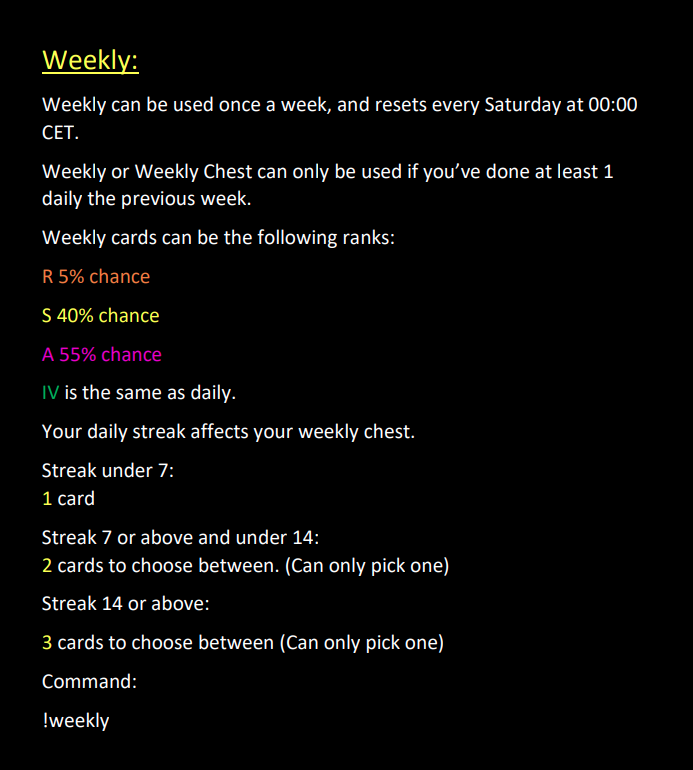 Weekly:
Weekly can be used once a week, and resets every Saturday at 00:00
CET.
Weekly or Weekly Chest can only be used if you’ve done at least 1
daily the previous week.
Weekly cards can be the following ranks:
R 5% chance
S 40% chance
A 55% chance
IV is the same as daily.
Your daily streak affects your weekly chest.
Streak under 7:
1 card
Streak 7 or above and under 14:
2 cards to choose between. (Can only pick one)
Streak 14 or above:
3 cards to choose between (Can only pick one)
Command:
!weekly